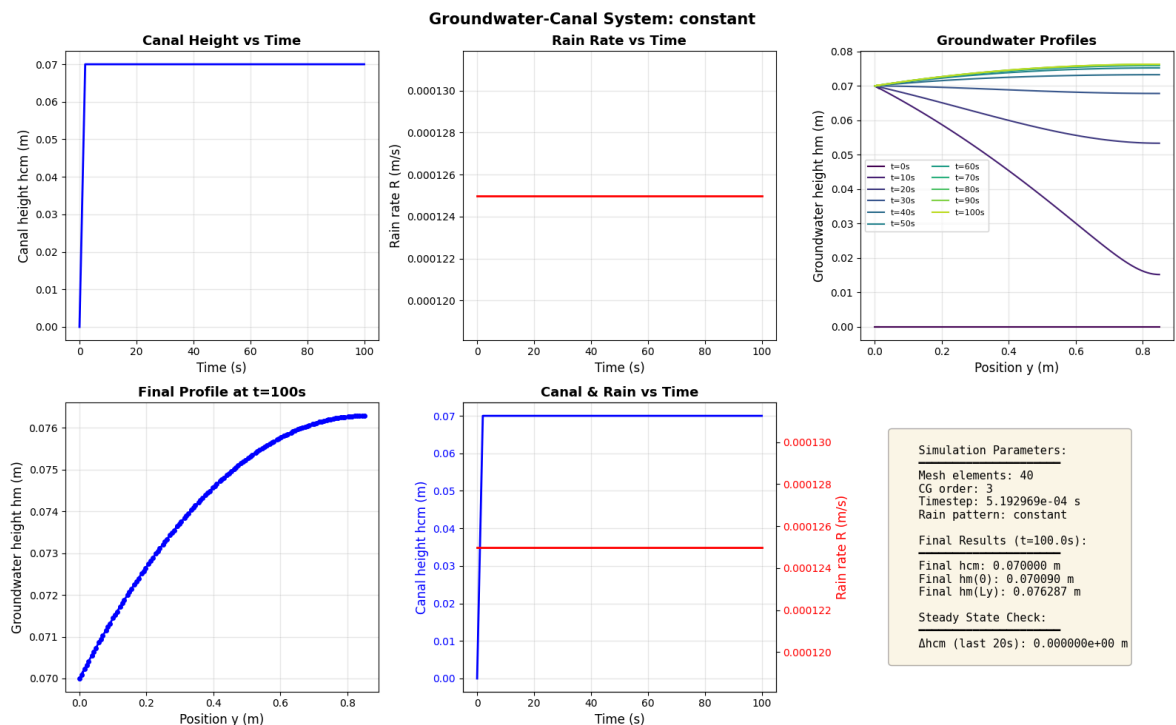 Groundwater-Canal System: constant
Canal Height vs Time
Canal height hcm (m)
0.07
0.06
0.05
0.04
0.03
0.02
0.01
0.00
0
20
40
60
80
100
Time (s)
Rain Rate vs Time
Rain rate R (m/s)
0.000130
0.000128
0.000126
0.000124
0.000122
0.000120
0
20
40
60
80
100
Time (s)
Groundwater Profiles
Groundwater height hm (m)
0.08
0.07
0.06
0.05
0.04
0.03
0.02
0.01
0.00
t=0s
t=10s
t=20s
t=30s
t=40s
t=50s
t=60s
t=70s
t=80s
t=90s
t=100s
0.0
0.2
0.4
0.6
0.8
Position y (m)
Final Profile at t=100s
Groundwater height hm (m)
0.076
0.075
0.074
0.073
0.072
0.071
0.070
0.0
0.2
0.4
0.6
0.8
Position y (m)
Canal & Rain vs Time
Canal height hcm (m)
0.07
0.06
0.05
0.04
0.03
0.02
0.01
0.00
0
20
40
60
80
100
Time (s)
0.000130
0.000128
0.000126
0.000124
0.000122
0.000120
Rain rate R (m/s)
Simulation Parameters:
Mesh elements: 40
CG order: 3
Timestep: 5.192969e-04 s
Rain pattern: constant
Final Results (t=100.0s):
Final hcm: 0.070000 m
Final hm(0): 0.070090 m
Final hm(Ly): 0.076287 m
Steady State Check:
Δhcm (last 20s): 0.000000e+00 m